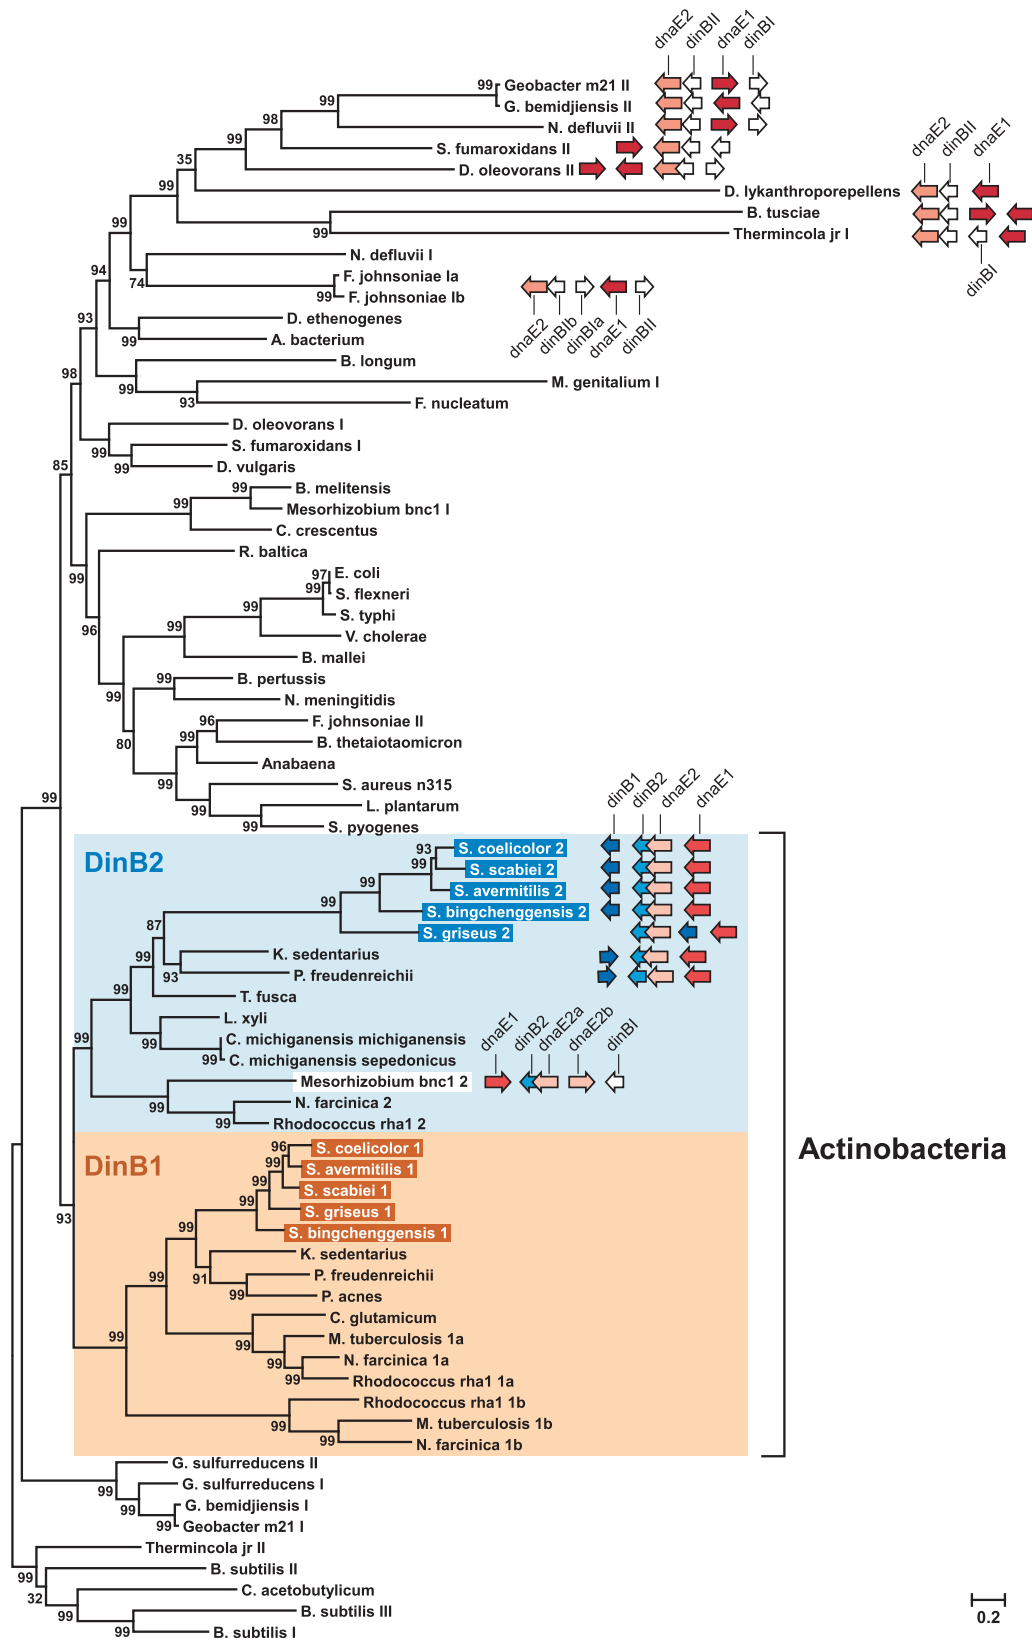 dnaE2 dinBII dnaE1 dinBI
99 Geobacter m21 II
G. bemidjiensis II
99
98 N. defluvii II
99 S. fumaroxidans II
35 D. oleovorans II
dnaE2 dinBII dnaE1
99 D. lykanthroporepellens
B. tusciae
99 99 Thermincola jr I
dinBI
N. defluvii I
94 F. johnsoniae Ia
74 99 F. johnsoniae Ib
dnaE2 dinBIb dinBIa dnaE1 dinBII
93 D. ethenogenes
99 A. bacterium
B. longum
98 99 M. genitalium I
93 F. nucleatum
D. oleovorans I
99 S. fumaroxidans I
85 99 D. vulgaris
99 B. melitensis
99 Mesorhizobium bnc1 I
C. crescentus
R. baltica
99 97 E. coli
99 S. flexneri
99 S. typhi
96 99 V. cholerae
B. mallei
99 99 B. pertussis
N. meningitidis
96 F. johnsoniae II
80 99 B. thetaiotaomicron
Anabaena
99 S. aureus n315
99 99 L. plantarum
99 S. pyogenes
dinB1 dinB2 dnaE2 dnaE1
DinB2
93 S. coelicolor 2
99 S. scabiei 2
99 S. avermitilis 2
99 S. bingchenggensis 2
87 S. griseus 2
99 K. sedentarius
93 P. freudenreichii
T. fusca
99 L. xyli
99 C. michiganensis michiganensis
99 C. michiganensis sepedonicus
dnaE1 dinB2 dnaE2a dnaE2b dinBI
Mesorhizobium bnc1 2
99 N. farcinica 2
99 Rhodococcus rha1 2
Actinobacteria
DinB1
96 S. coelicolor 1
99 S. avermitilis 1
99 S. scabiei 1
93 99 S. griseus 1
99 S. bingchenggensis 1
K. sedentarius
99 91 P. freudenreichii
99 P. acnes
C. glutamicum
99 99 M. tuberculosis 1a
99 N. farcinica 1a
99 Rhodococcus rha1 1a
Rhodococcus rha1 1b
99 M. tuberculosis 1b
99 N. farcinica 1b
G. sulfurreducens II
99 G. sulfurreducens I
99 G. bemidjiensis I
99 Geobacter m21 I
Thermincola jr II
99 B. subtilis II
32 C. acetobutylicum
99 B. subtilis III
99 B. subtilis I
0.2